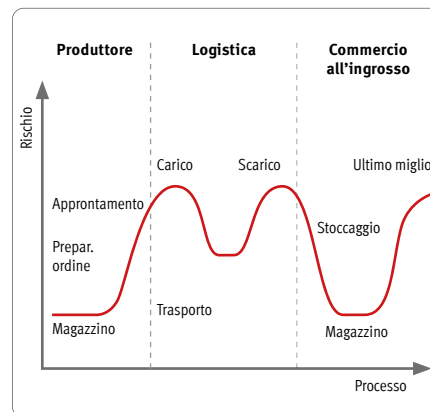 Produttore
Logistica
Commercio
all'ingrosso
Rischio
Carico
Scarico
Ultimo miglio
Approntamento
Stoccaggio
Prepar.
ordine
Trasporto
Magazzino
Magazzino
Processo